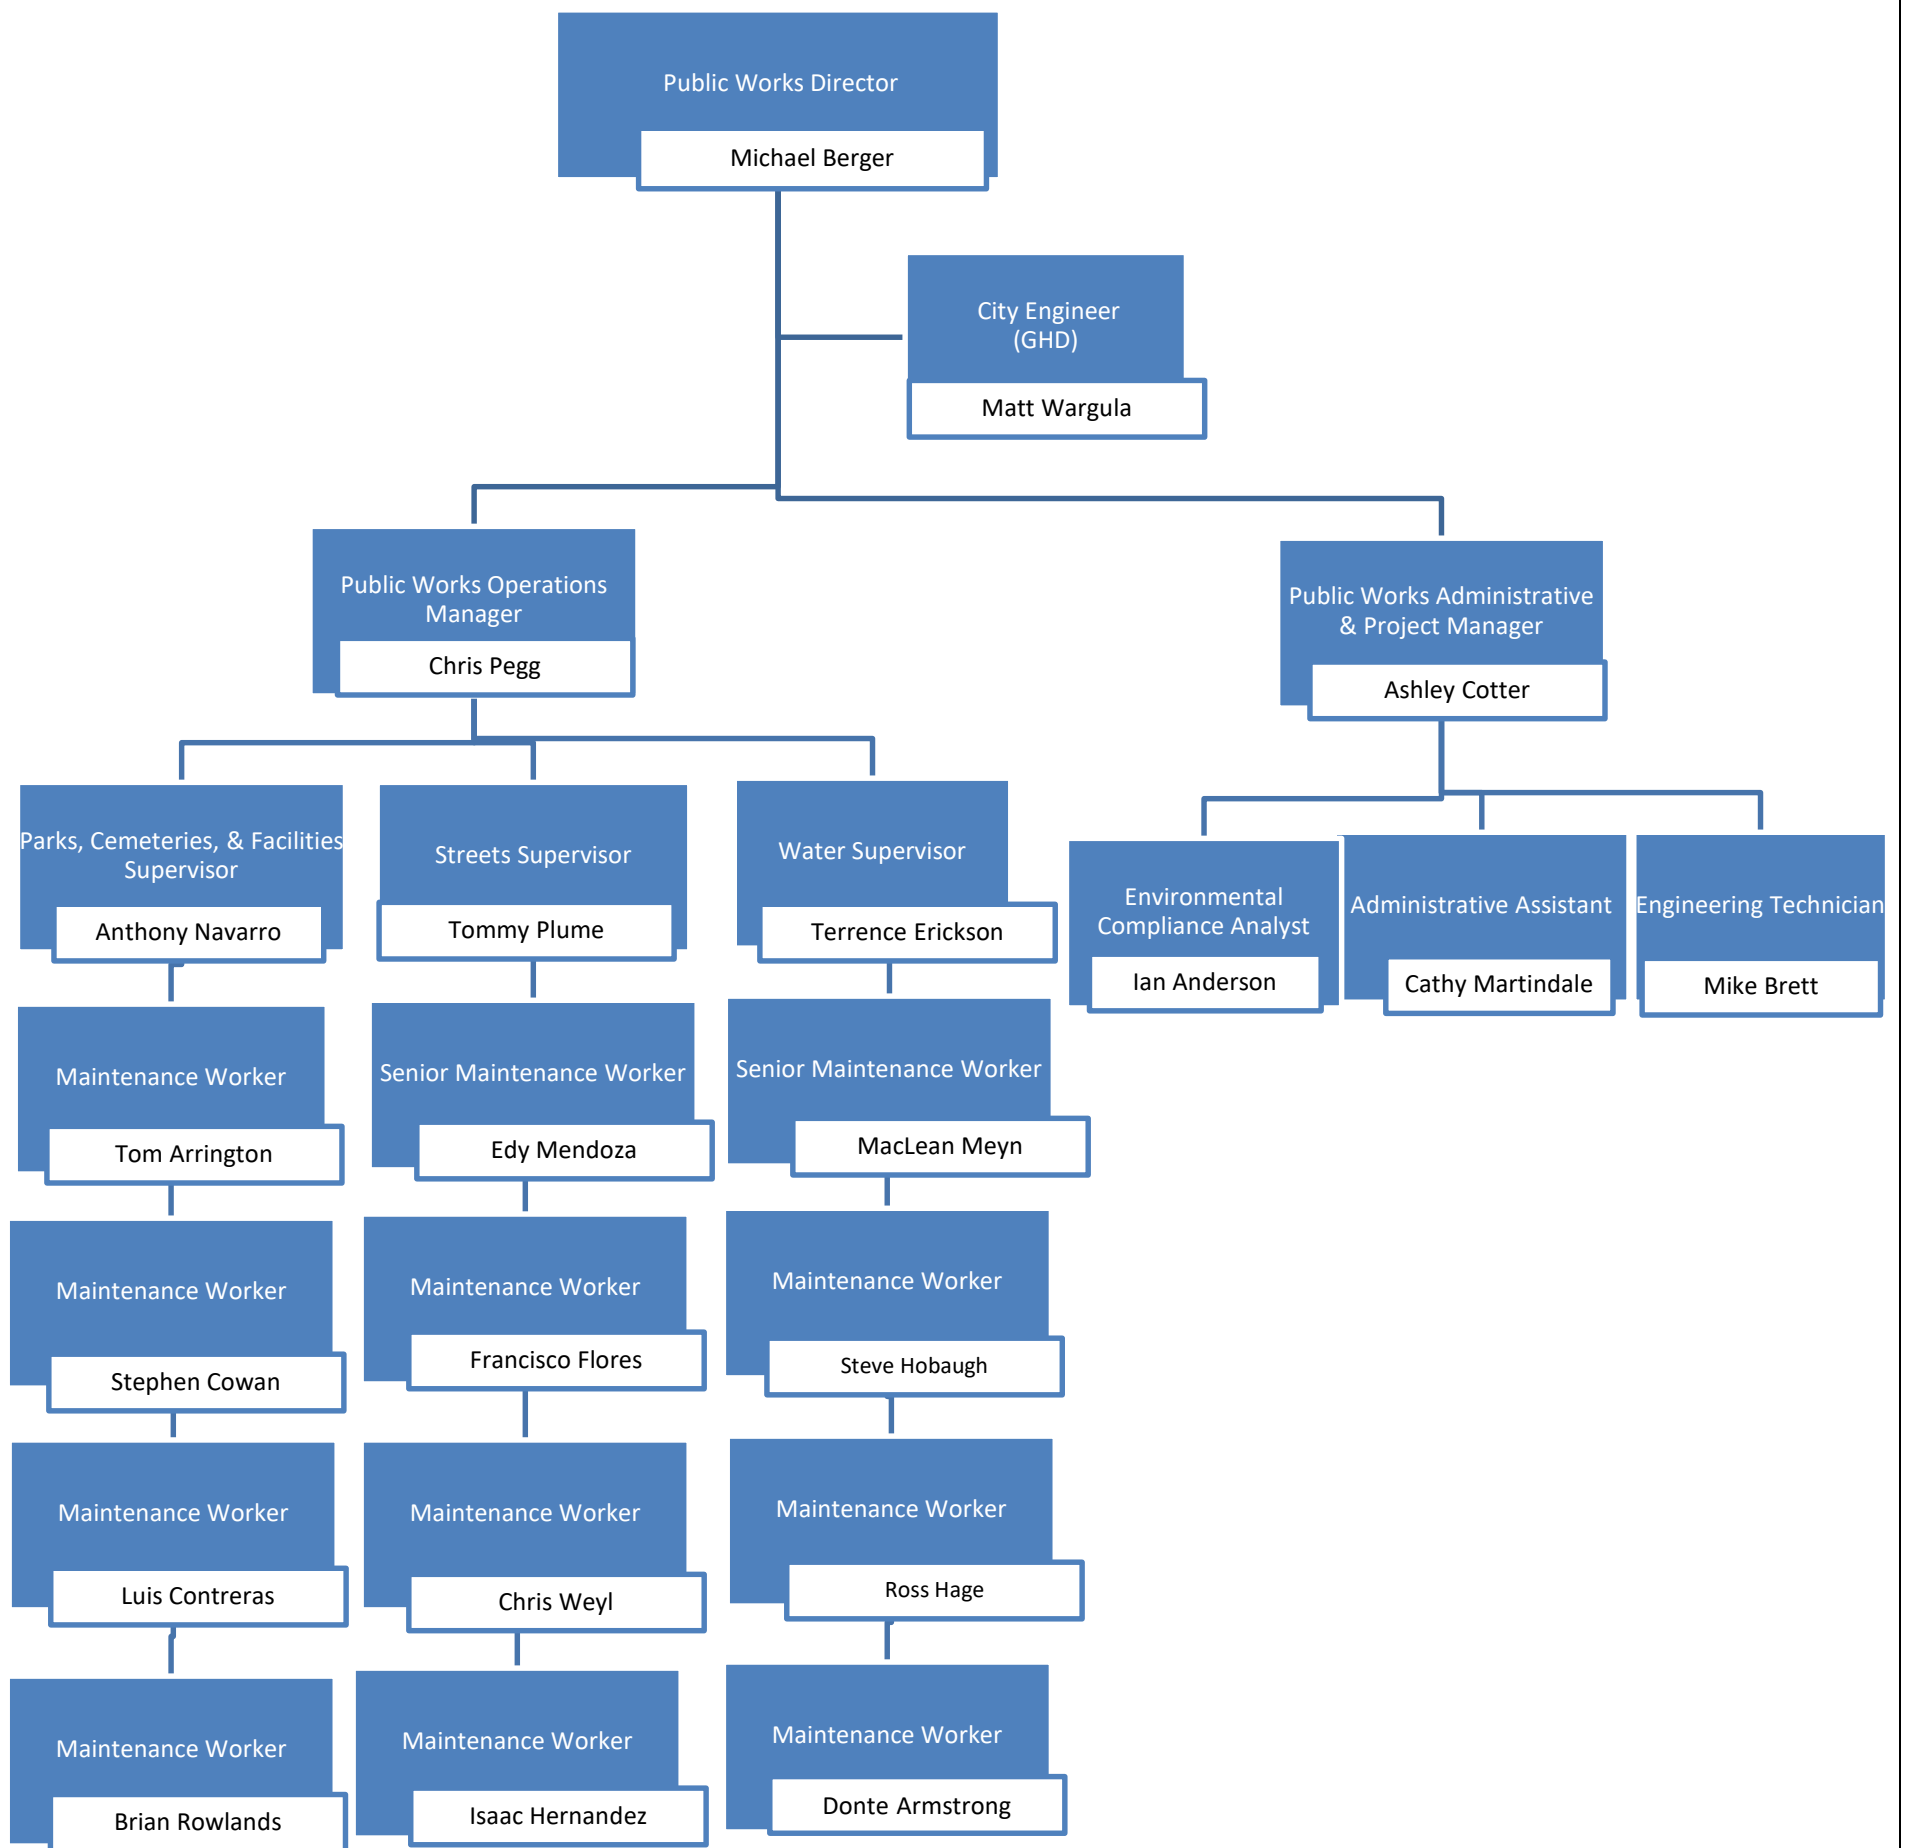 Public Works Director
Michael Berger
City Engineer
(GHD)
Matt Wargula
Public Works Operations
Manager
Chris Pegg
Public Works Administrative
& Project Manager
Ashley Cotter
Parks, Cemeteries, & Facilities
Supervisor
Anthony Navarro
Streets Supervisor
Tommy Plume
Water Supervisor
Terrence Erickson
Environmental
Compliance Analyst
Ian Anderson
Administrative Assistant
Cathy Martindale
Engineering Technician
Mike Brett
Maintenance Worker
Tom Arrington
Senior Maintenance Worker
Edy Mendoza
Senior Maintenance Worker
MacLean Meyn
Maintenance Worker
Stephen Cowan
Maintenance Worker
Francisco Flores
Maintenance Worker
Steve Hobaugh
Maintenance Worker
Luis Contreras
Maintenance Worker
Chris Weyl
Maintenance Worker
Ross Hage
Maintenance Worker
Brian Rowlands
Maintenance Worker
Isaac Hernandez
Maintenance Worker
Donte Armstrong